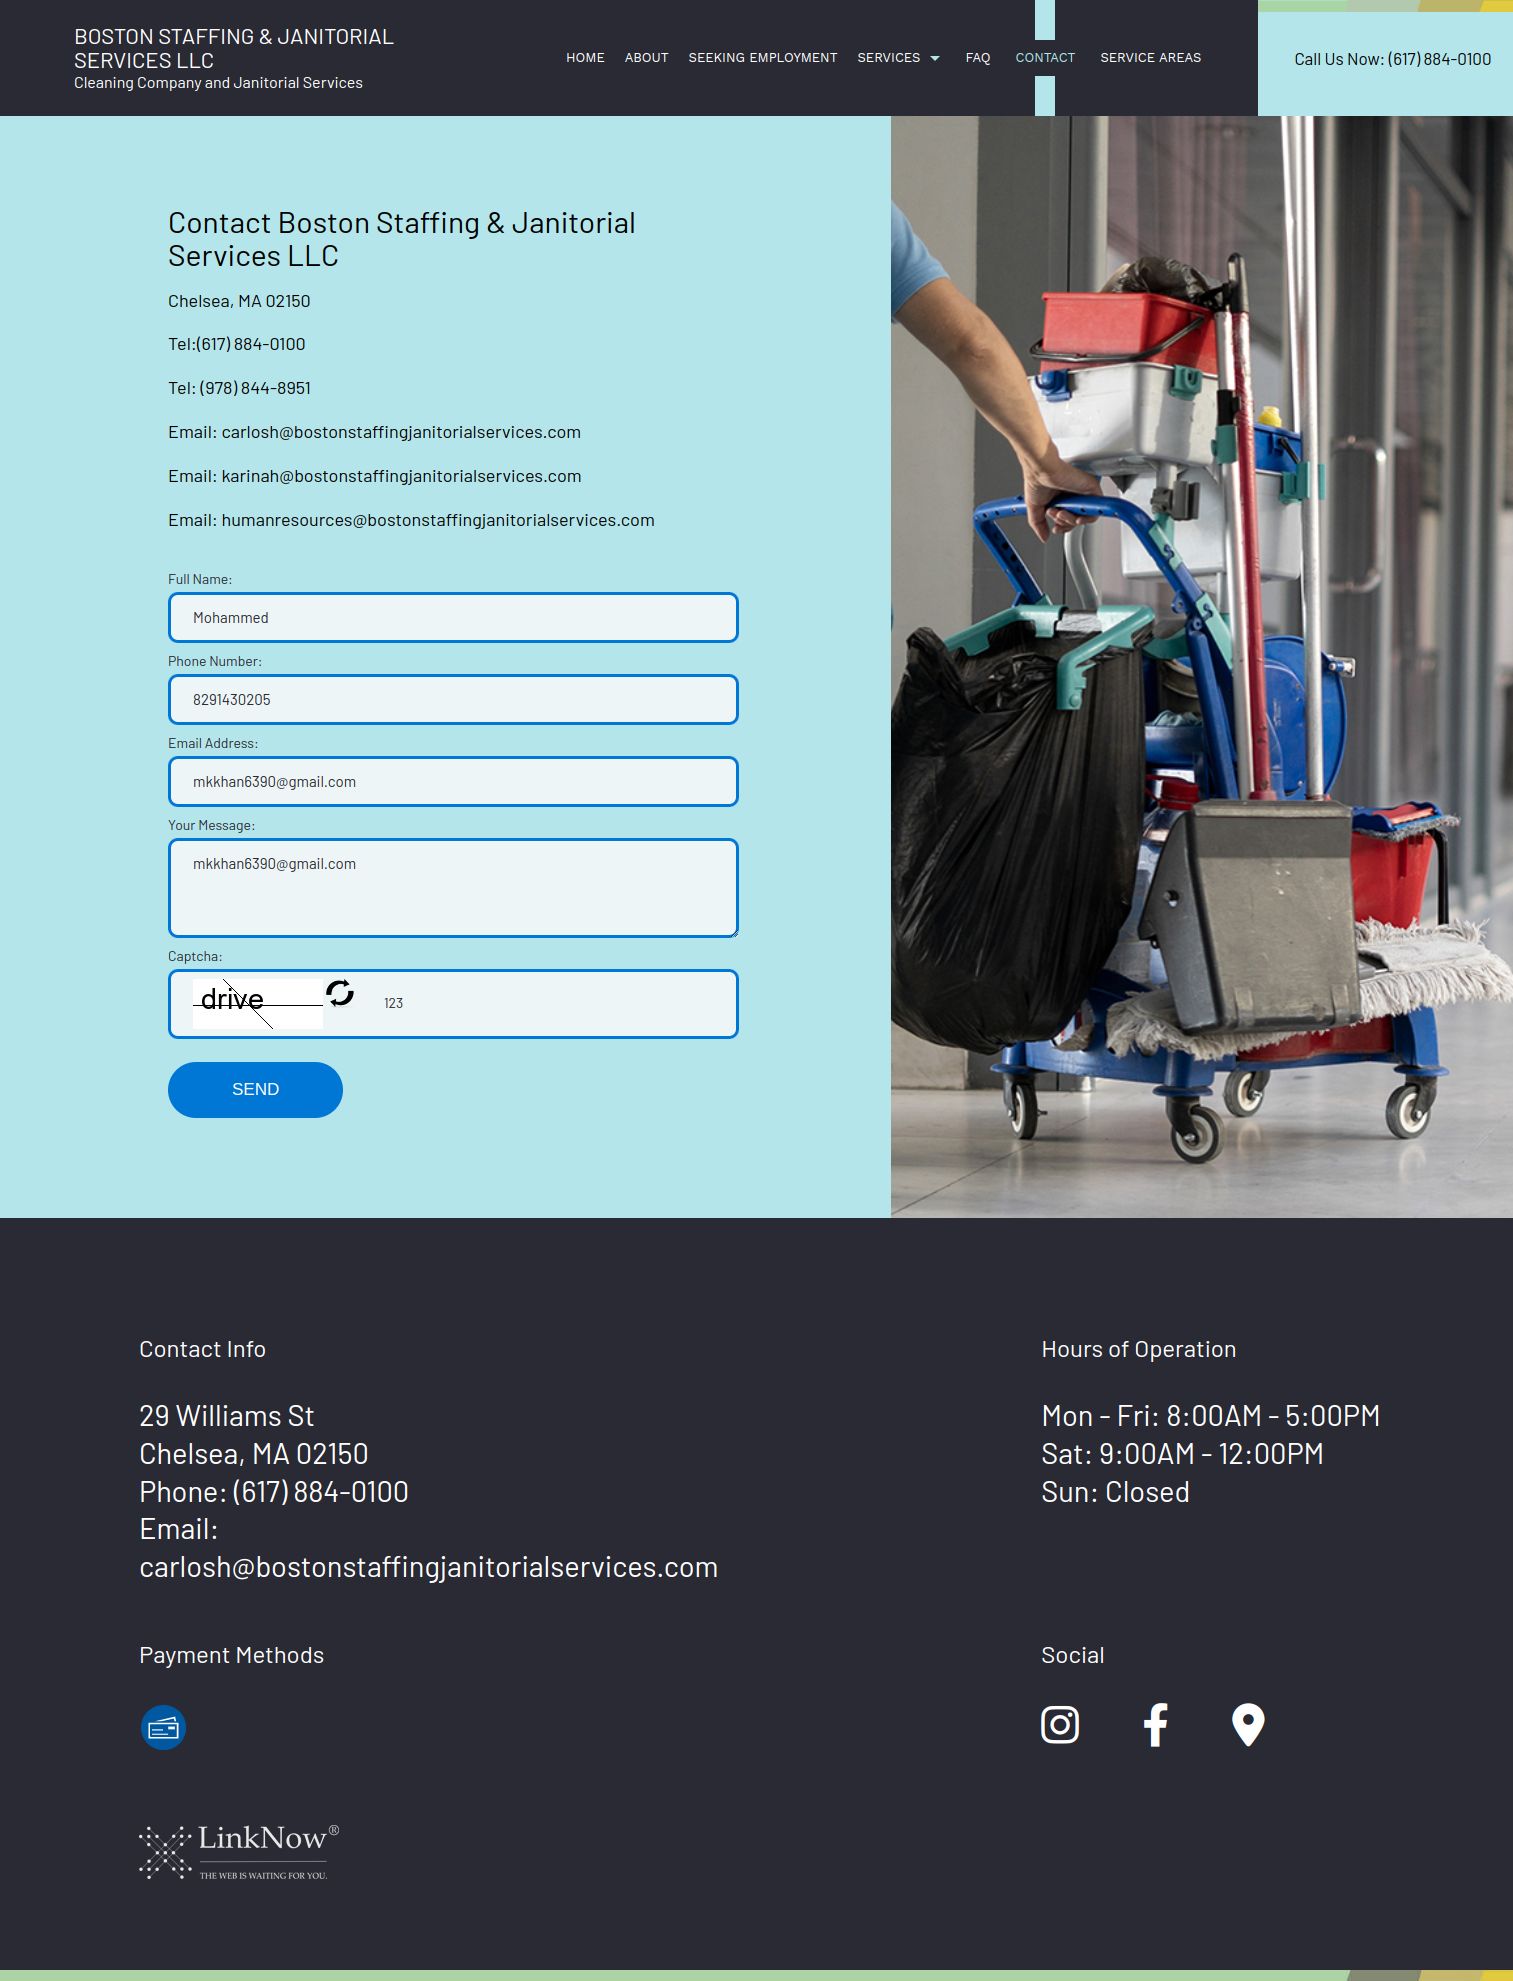 BOSTON STAFFING & JANITORIAL
SERVICES LLC
Cleaning Company and Janitorial Services
HOME ABOUT SEEKING EMPLOYMENT SERVICES FAQ CONTACT SERVICE AREAS
Call Us Now: (617) 884-0100
Contact Boston Staffing & Janitorial
Services LLC
Chelsea, MA 02150
Tel:(617) 884-0100
Tel: (978) 844-8951
Email: carlosh@bostonstaffingjanitorialservices.com
Email: karinah@bostonstaffingjanitorialservices.com
Email: humanresources@bostonstaffingjanitorialservices.com
Full Name:
Mohammed
Phone Number:
8291430205
Email Address:
mkkhan6390@gmail.com
Your Message:
mkkhan6390@gmail.com
Captcha:
drive 123
SEND
Contact Info
29 Williams St
Chelsea, MA 02150
Phone: (617) 884-0100
Email:
carlosh@bostonstaffingjanitorialservices.com
Hours of Operation
Mon - Fri: 8:00AM - 5:00PM
Sat: 9:00AM - 12:00PM
Sun: Closed
Payment Methods
Social
LinkNow®
THE WEB IS WAITING FOR YOU.